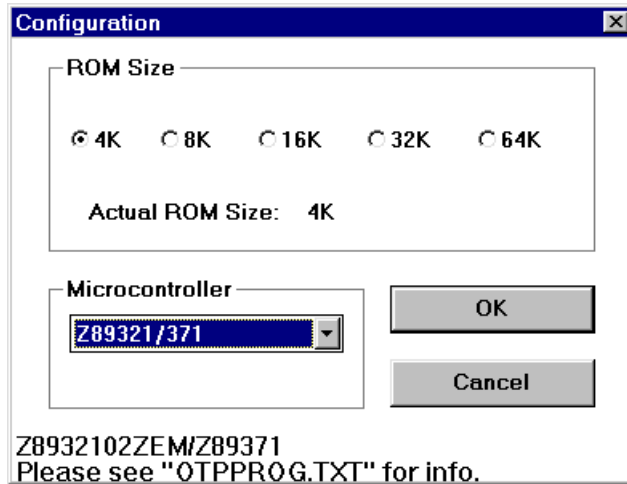 Configuration
ROM Size
4K 8K 16K 32K 64K
Actual ROM Size: 4K
Microcontroller
Z89321/371
OK
Cancel
Z8932102ZEM/Z89371
Please see "OTPPROG.TXT" for info.